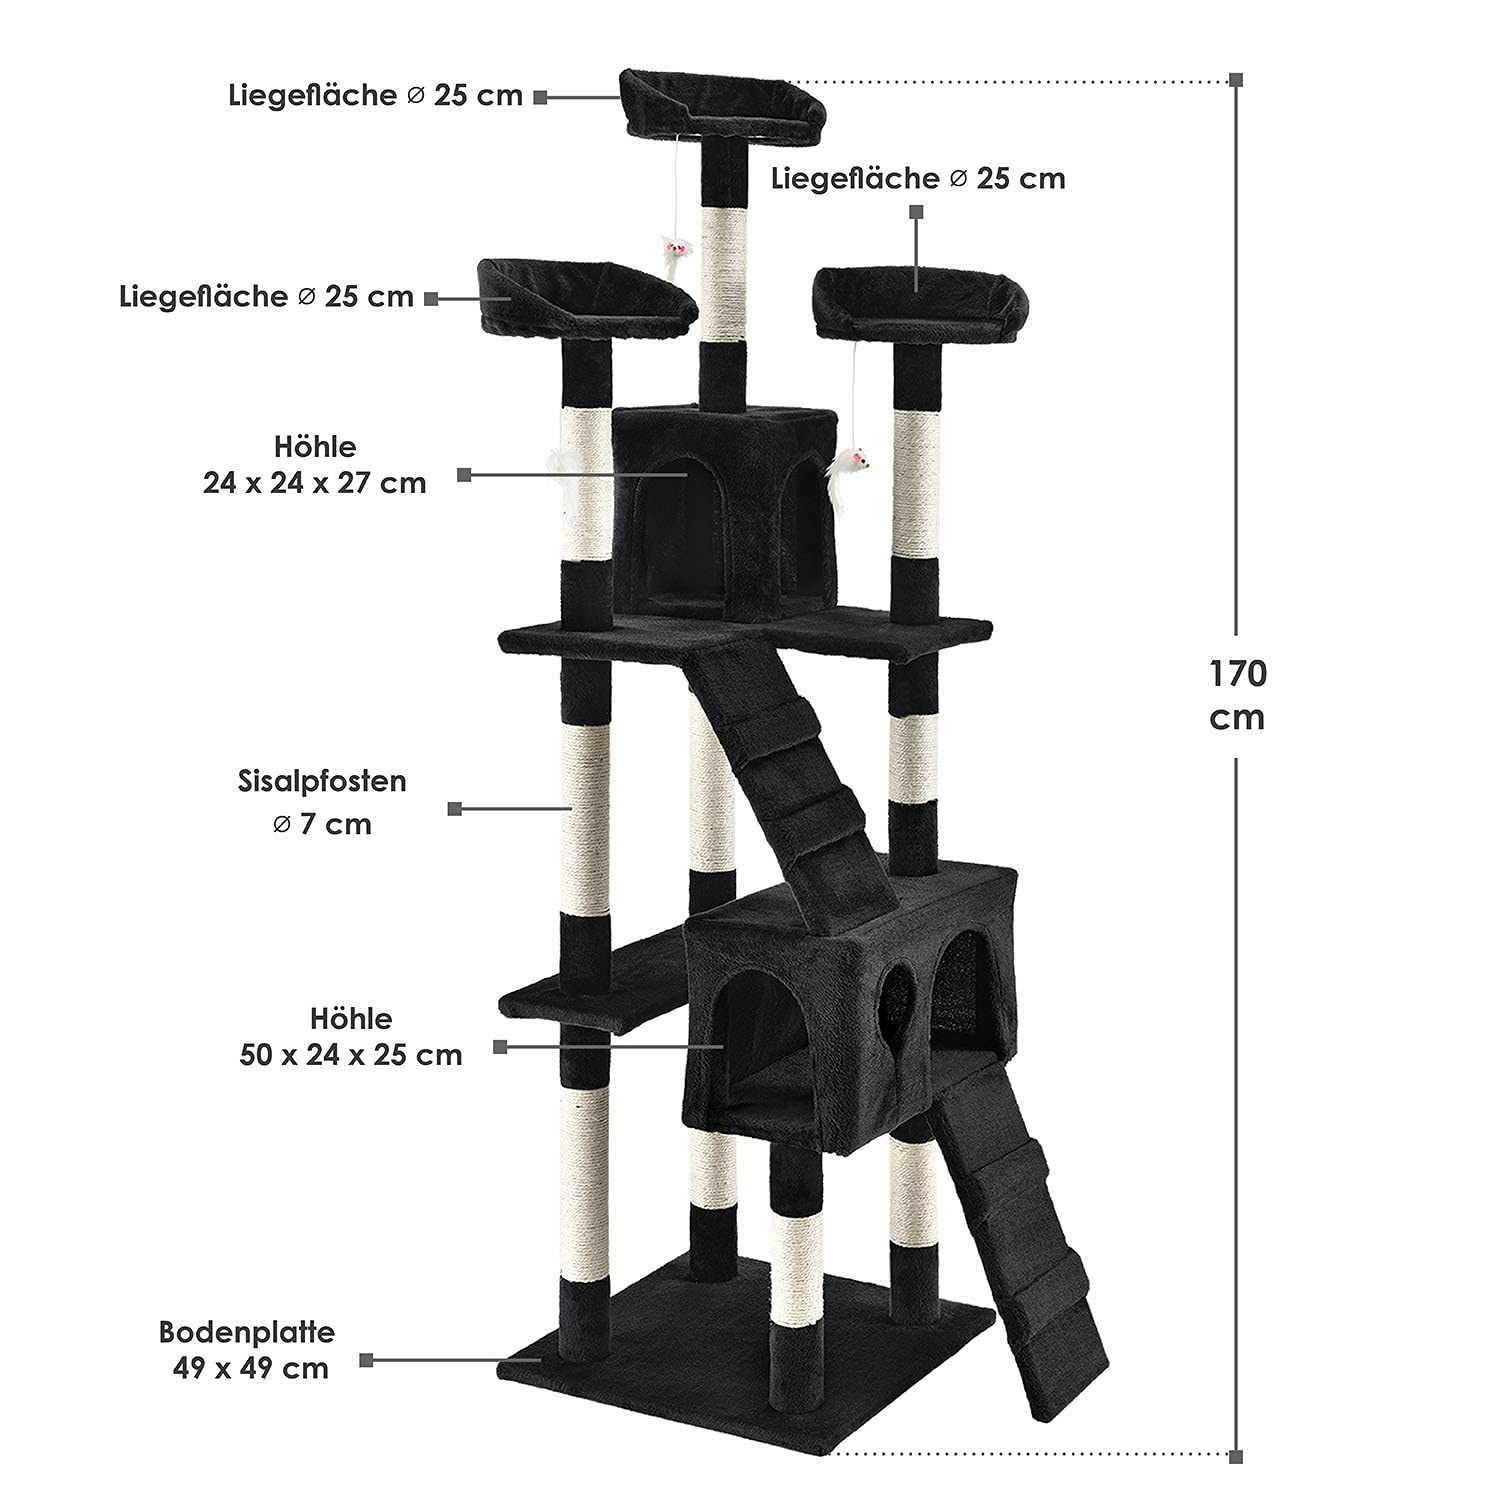 Liegefläche ⌀ 25 cm
Liegefläche ⌀ 25 cm
Liegefläche ⌀ 25 cm
Höhle
24 x 24 x 27 cm
170
cm
Sisalpfosten
⌀ 7 cm
Höhle
50 x 24 x 25 cm
Bodenplatte
49 x 49 cm